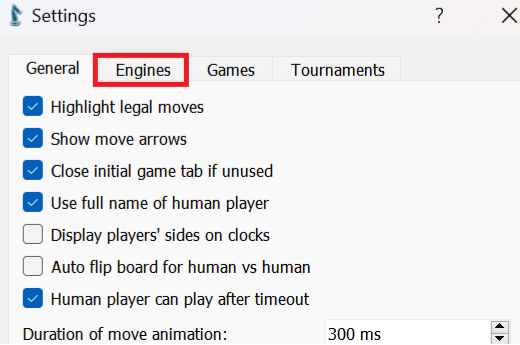 Settings ?
General Engines Games Tournaments
Highlight legal moves
Show move arrows
Close initial game tab if unused
Use full name of human player
Display players' sides on clocks
Auto flip board for human vs human
Human player can play after timeout
Duration of move animation: 300 ms